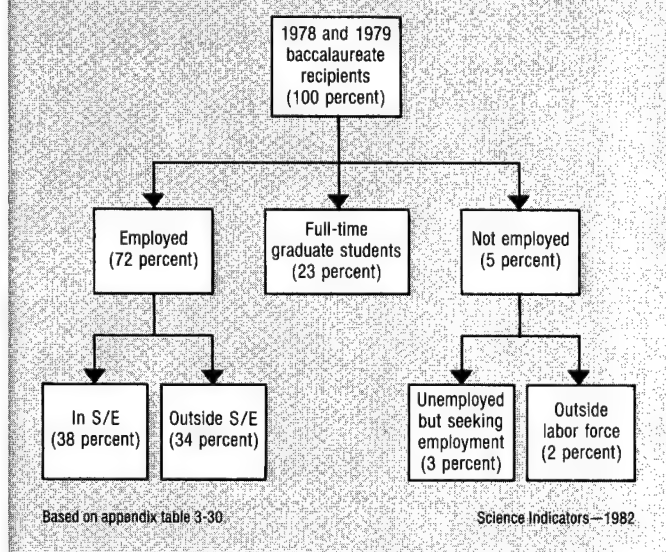 1978 and 1979
baccalaureate
recipients
(100 percent)
Employed
(72 percent)
Full-time
graduate students
(23 percent)
Not employed
(5 percent)
In S/E
(38 percent)
Outside S/E
(34 percent)
Unemployed
but seeking
employment
(3 percent)
Outside
labor force
(2 percent)
Based on appendix table 3-30.
Science Indicators—1982